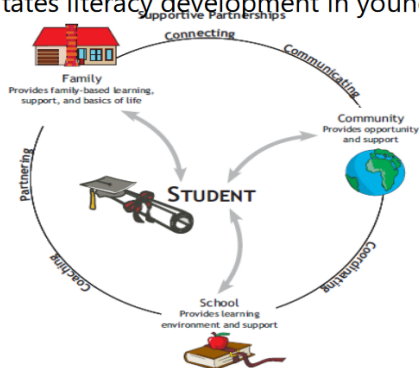 tates literacy development in youn
Supportive Partnerships
Connecting
Communicating
Family
Provides family-based learning,
support, and basics of life
Community
Provides opportunity
and support
Partnering
STUDENT
Coordinating
Coaching
School
Provides learning
environment and support